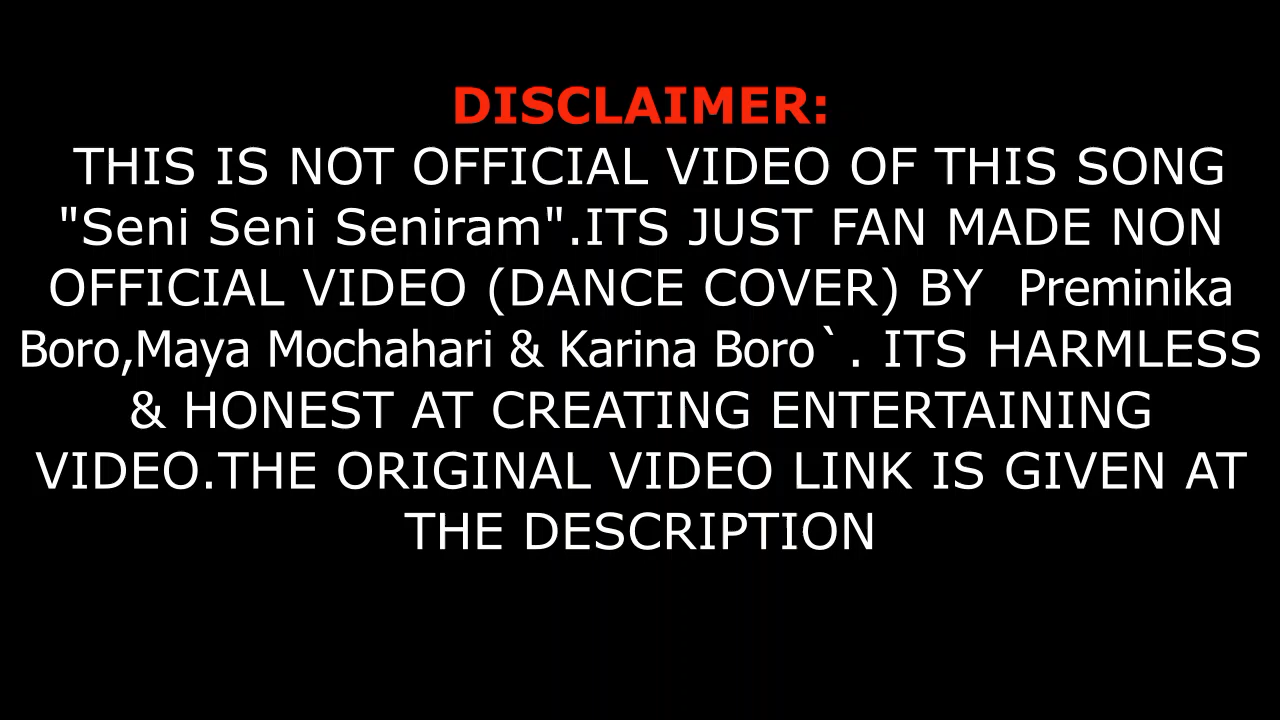 DISCLAIMER:
THIS IS NOT OFFICIAL VIDEO OF THIS SONG
"Seni Seni Seniram".ITS JUST FAN MADE NON
OFFICIAL VIDEO (DANCE COVER) BY  Preminika
Boro,Maya Mochahari & Karina Boro` . ITS HARMLESS
& HONEST AT CREATING ENTERTAINING
VIDEO.THE ORIGINAL VIDEO LINK IS GIVEN AT
THE DESCRIPTION